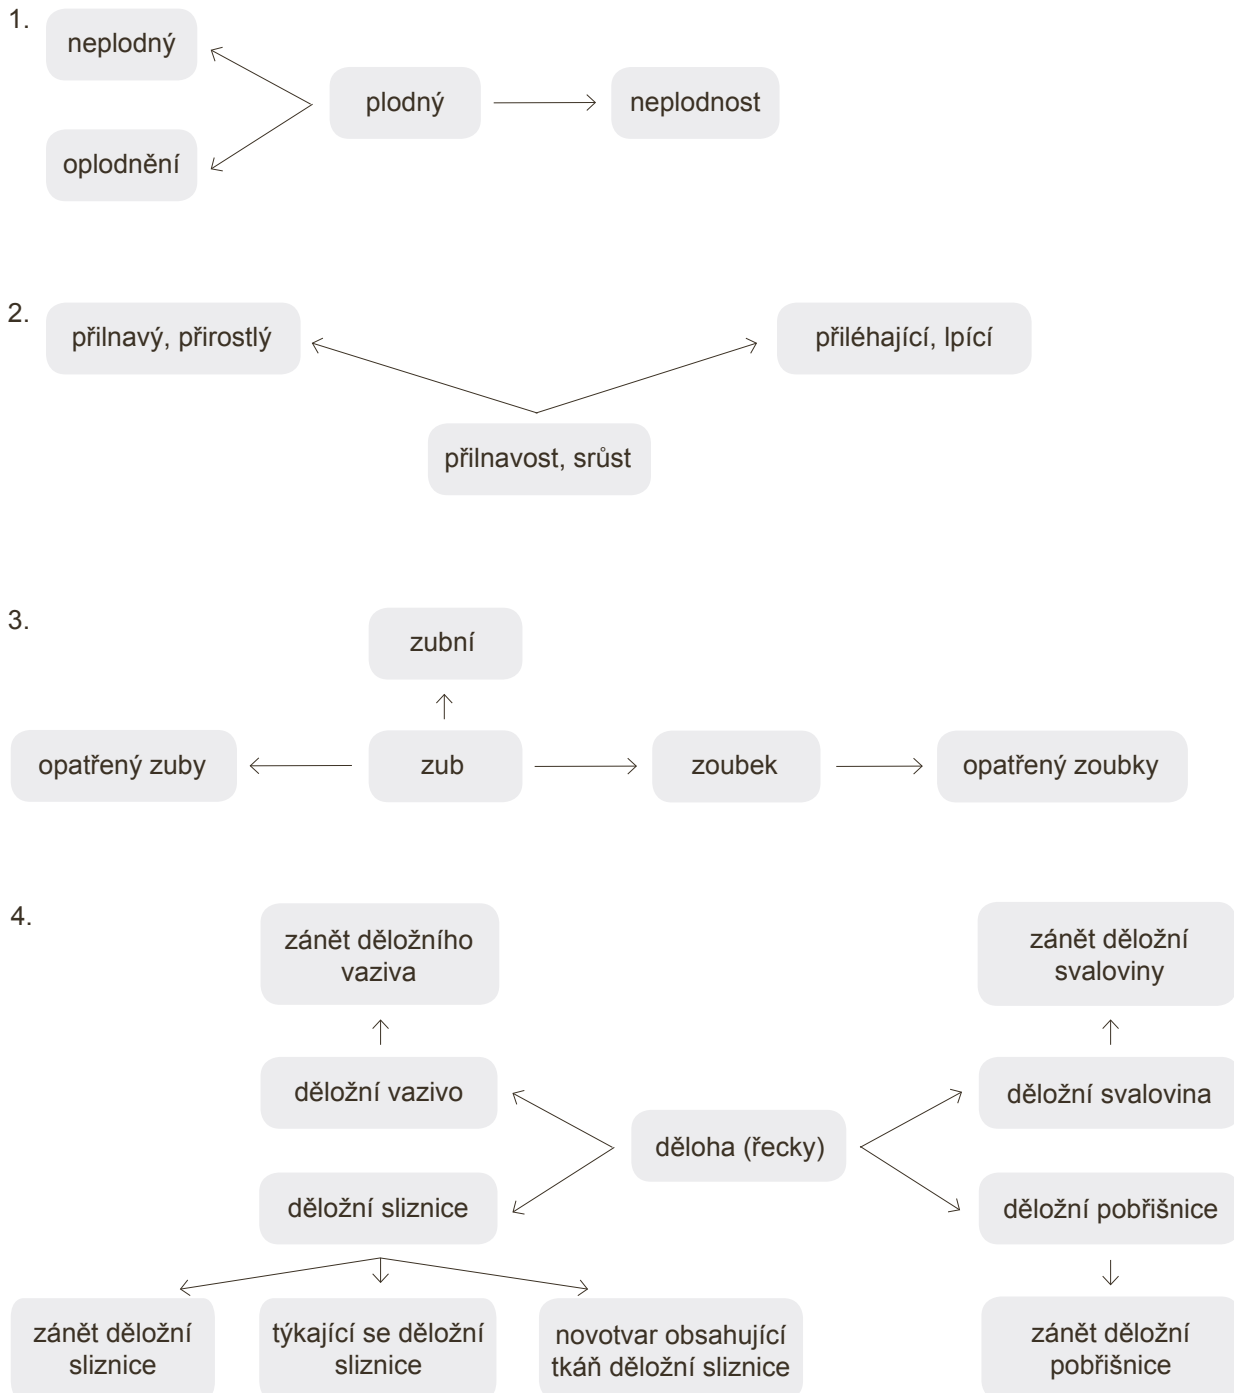 1.
neplodný
plodný
neplodnost
oplodnění
2.
přilnavý, přirostlý
přiléhající, lpící
přilnavost, srůst
3.
zubní
opatřený zuby
zub
zoubek
opatřený zoubky
4.
zánět děložního
vaziva
zánět děložní
svaloviny
děložní vazivo
děložní svalovina
děloha (řecky)
děložní sliznice
děložní pobřišnice
zánět děložní
sliznice
týkající se děložní
sliznice
novotvar obsahující
tkáň děložní sliznice
zánět děložní
pobřišnice